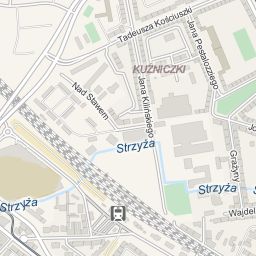 Tadeusza Kościuszki
Jana Pestalozziego
KUŹNICZKI
Nad Stawem
Jana Kilińskiego
Strzyża
Grażyny
Strzyża
Strzyża
Wajdel